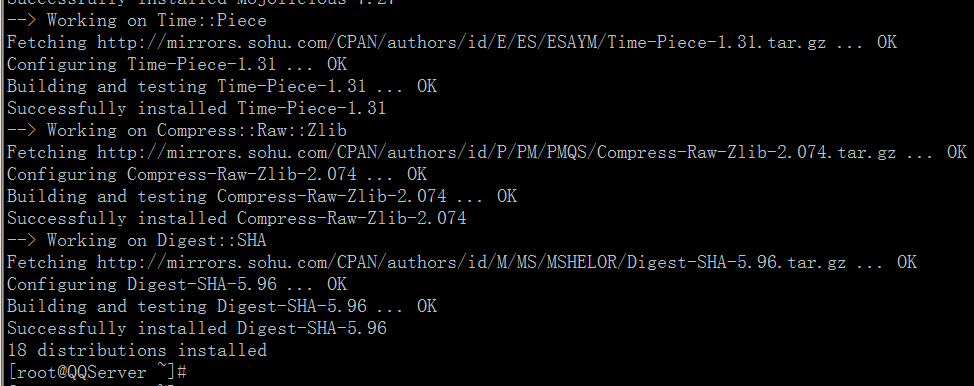 Successfully installed Mojolicious-7.27
--> Working on Time::Piece
Fetching http://mirrors.sohu.com/CPAN/authors/id/E/ES/ESAYM/Time-Piece-1.31.tar.gz ... OK
Configuring Time-Piece-1.31 ... OK
Building and testing Time-Piece-1.31 ... OK
Successfully installed Time-Piece-1.31
--> Working on Compress::Raw::Zlib
Fetching http://mirrors.sohu.com/CPAN/authors/id/P/PM/PMQS/Compress-Raw-Zlib-2.074.tar.gz ... OK
Configuring Compress-Raw-Zlib-2.074 ... OK
Building and testing Compress-Raw-Zlib-2.074 ... OK
Successfully installed Compress-Raw-Zlib-2.074
--> Working on Digest::SHA
Fetching http://mirrors.sohu.com/CPAN/authors/id/M/MS/MSHELOR/Digest-SHA-5.96.tar.gz ... OK
Configuring Digest-SHA-5.96 ... OK
Building and testing Digest-SHA-5.96 ... OK
Successfully installed Digest-SHA-5.96
18 distributions installed
[root@QQServer ~]#